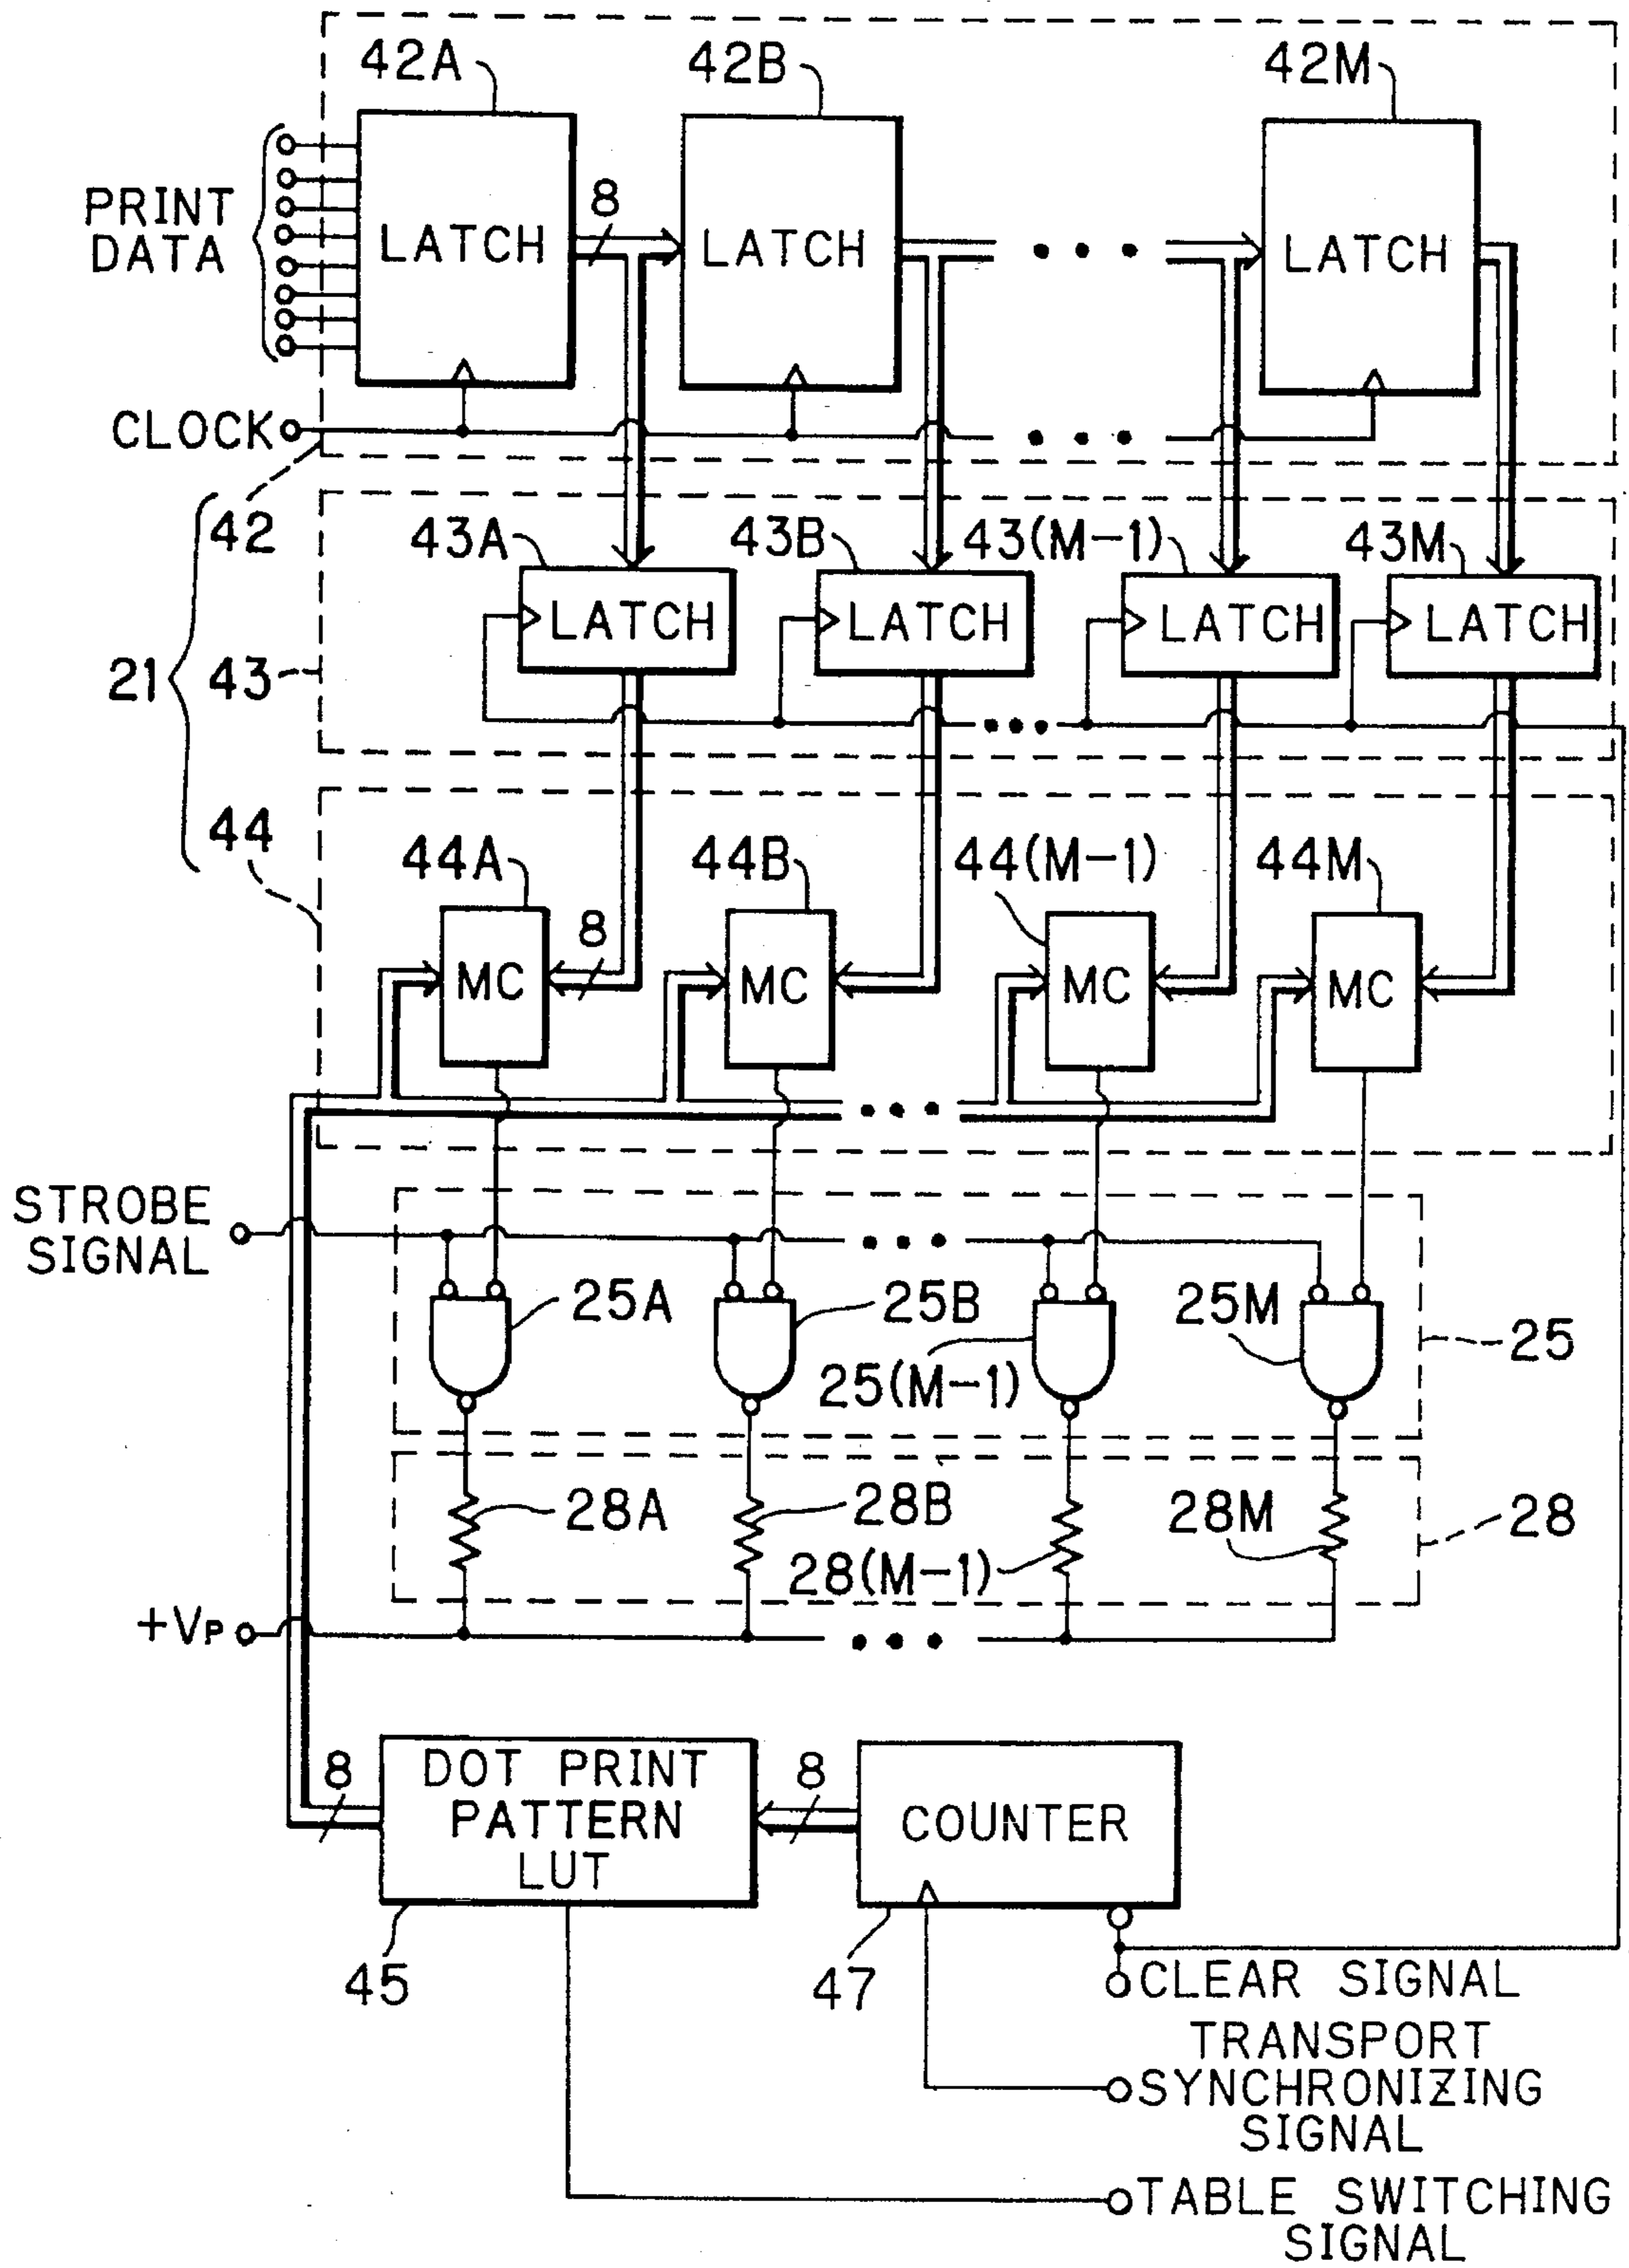 42A 42B 42M
PRINT
DATA
LATCH 8 LATCH LATCH
CLOCK
42
43A 43B 43(M-1) 43M
LATCH LATCH LATCH LATCH
21 43
44
44A 44B 44(M-1) 44M
8
MC MC MC MC
STROBE
SIGNAL
25A 25B 25M
25
25(M-1)
28A 28B 28M 28
28(M-1)
+VP
8 DOT PRINT
PATTERN
LUT
8 COUNTER
45 47
CLEAR SIGNAL
TRANSPORT
SYNCHRONIZING
SIGNAL
TABLE SWITCHING
SIGNAL